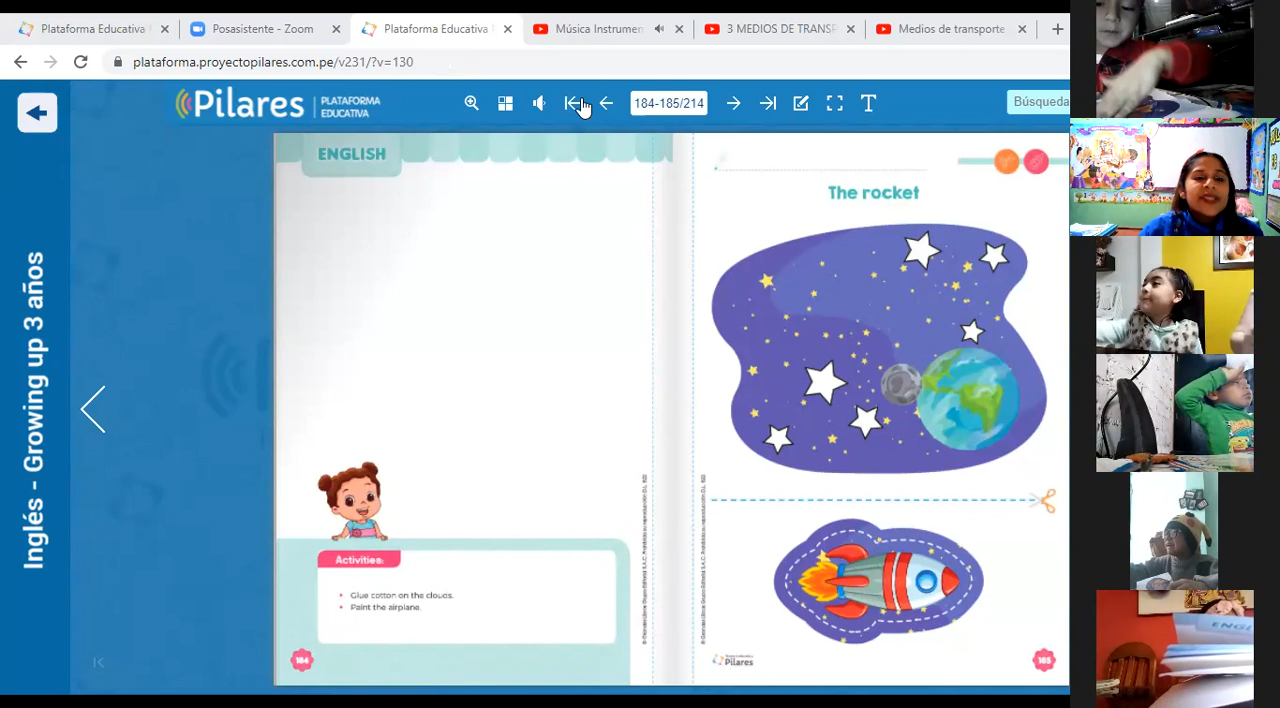 Plataforma Educativa
Posasistente - Zoom
Plataforma Educativa
Música Instrumen
3 MEDIOS DE TRANSP
Medios de transporte
plataforma.proyectopilares.com.pe/v231/?v=130
Pilares
PLATAFORMA
EDUCATIVA
184-185/214
T
Búsqueda
Inglés - Growing up 3 años
ENGLISH
The rocket
Activities:
• Glue cotton on the clouds.
• Paint the airplane.
184
Pilares
185